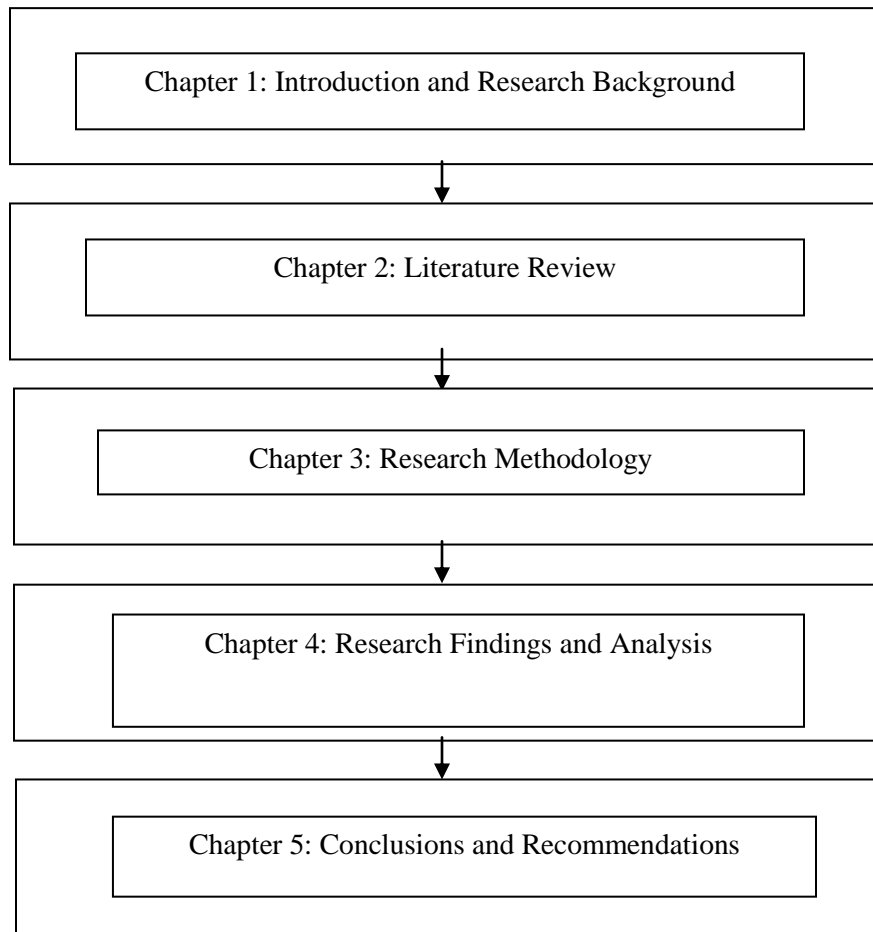 Chapter 1: Introduction and Research Background
Chapter 2: Literature Review
Chapter 3: Research Methodology
Chapter 4: Research Findings and Analysis
Chapter 5: Conclusions and Recommendations